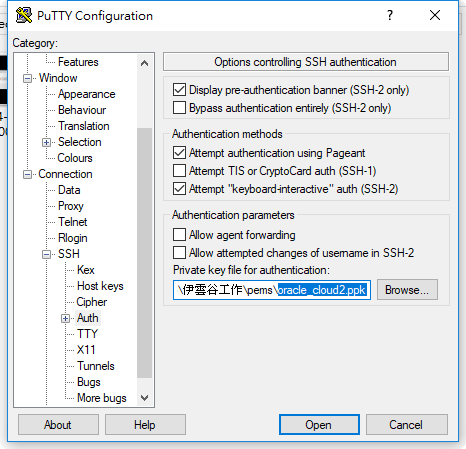 PuTTY Configuration
Category:
Features
Window
Appearance
Behaviour
Translation
Selection
Colours
Connection
Data
Proxy
Telnet
Rlogin
SSH
Kex
Host keys
Cipher
Auth
TTY
X11
Tunnels
Bugs
More bugs
Options controlling SSH authentication
Display pre-authentication banner (SSH-2 only)
Bypass authentication entirely (SSH-2 only)
Authentication methods
Attempt authentication using Pageant
Attempt TIS or CryptoCard auth (SSH-1)
Attempt "keyboard-interactive" auth (SSH-2)
Authentication parameters
Allow agent forwarding
Allow attempted changes of username in SSH-2
Private key file for authentication:
\伊雲谷工作\pems\oracle_cloud2.ppk
Browse...
About
Help
Open
Cancel